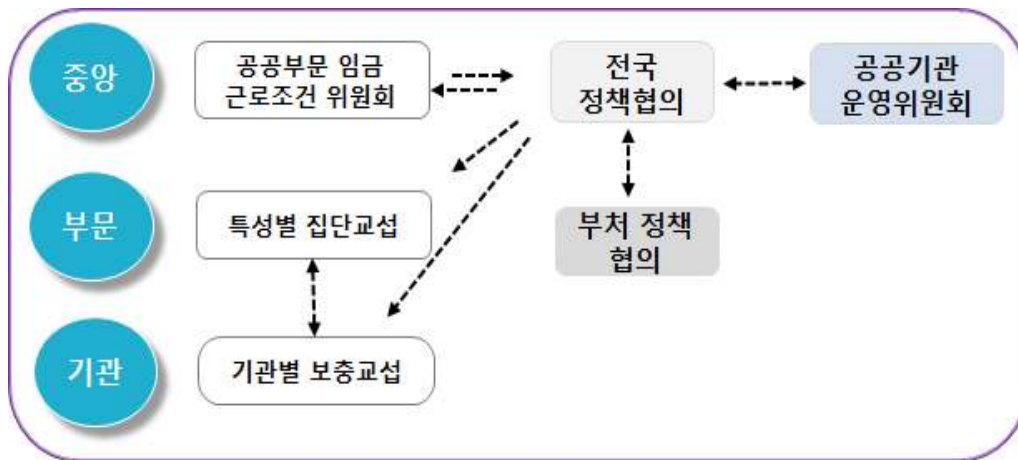 중앙
공공부문 임금
근로조건 위원회
전국
정책협의
공공기관
운영위원회
부문
특성별 집단교섭
부처 정책
협의
기관
기관별 보충교섭